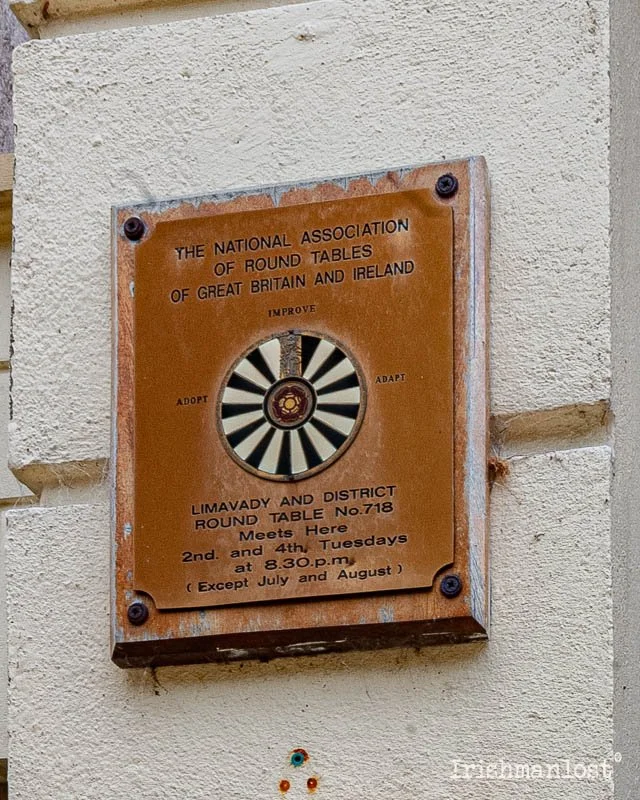 THE NATIONAL ASSOCIATION
OF ROUND TABLES
OF GREAT BRITAIN AND IRELAND
IMPROVE
ADOPT
ADAPT
LIMAVADY AND DISTRICT
ROUND TABLE No.718
Meets Here
2nd. and 4th. Tuesdays
at 8.30.p.m.
( Except July and August )
Irishmanlost©